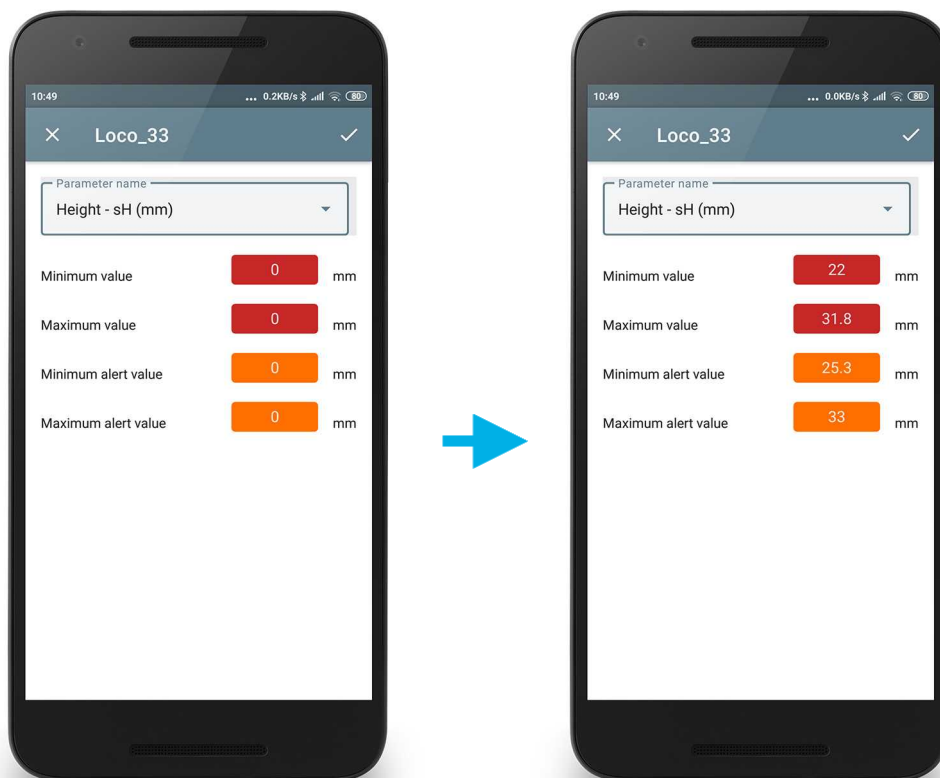 10:49 ... 0.2KB/s 80
× Loco_33
Parameter name
Height - sH (mm)
Minimum value 0 mm
Maximum value 0 mm
Minimum alert value 0 mm
Maximum alert value 0 mm
10:49 ... 0.0KB/s 80
× Loco_33
Parameter name
Height - sH (mm)
Minimum value 22 mm
Maximum value 31.8 mm
Minimum alert value 25.3 mm
Maximum alert value 33 mm